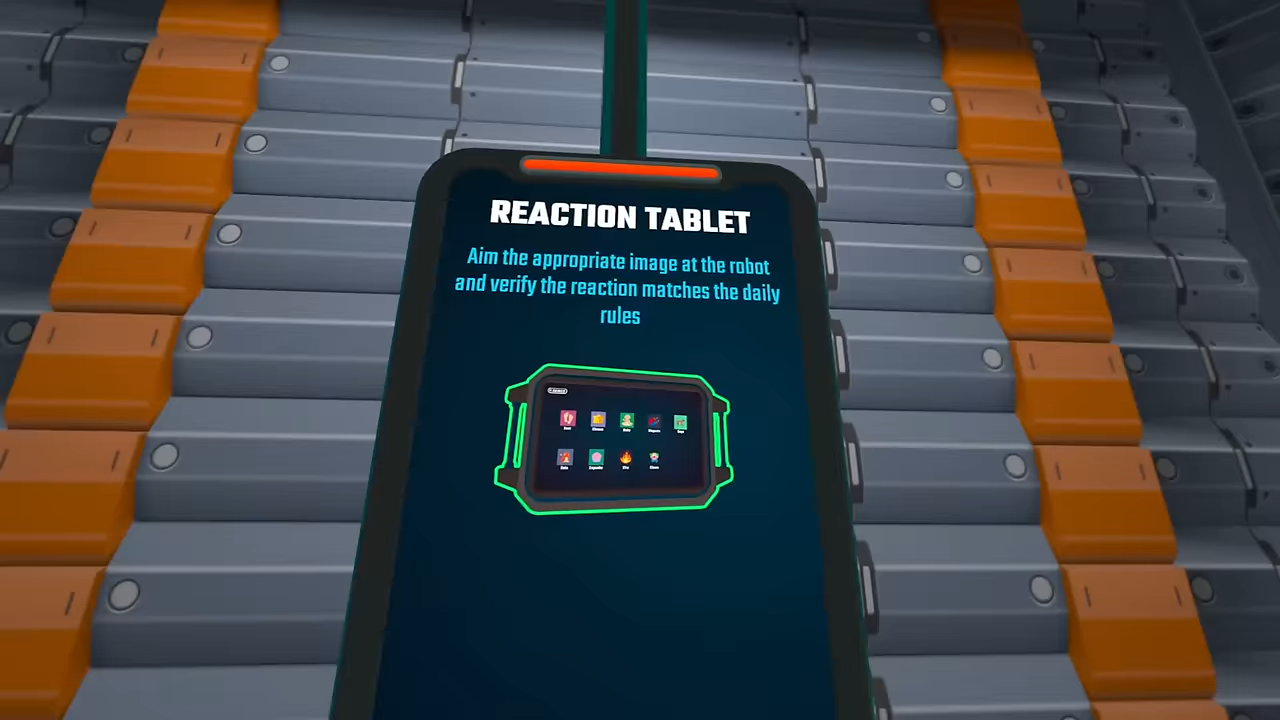 REACTION TABLET
Aim the appropriate image at the robot
and verify the reaction matches the daily
rules